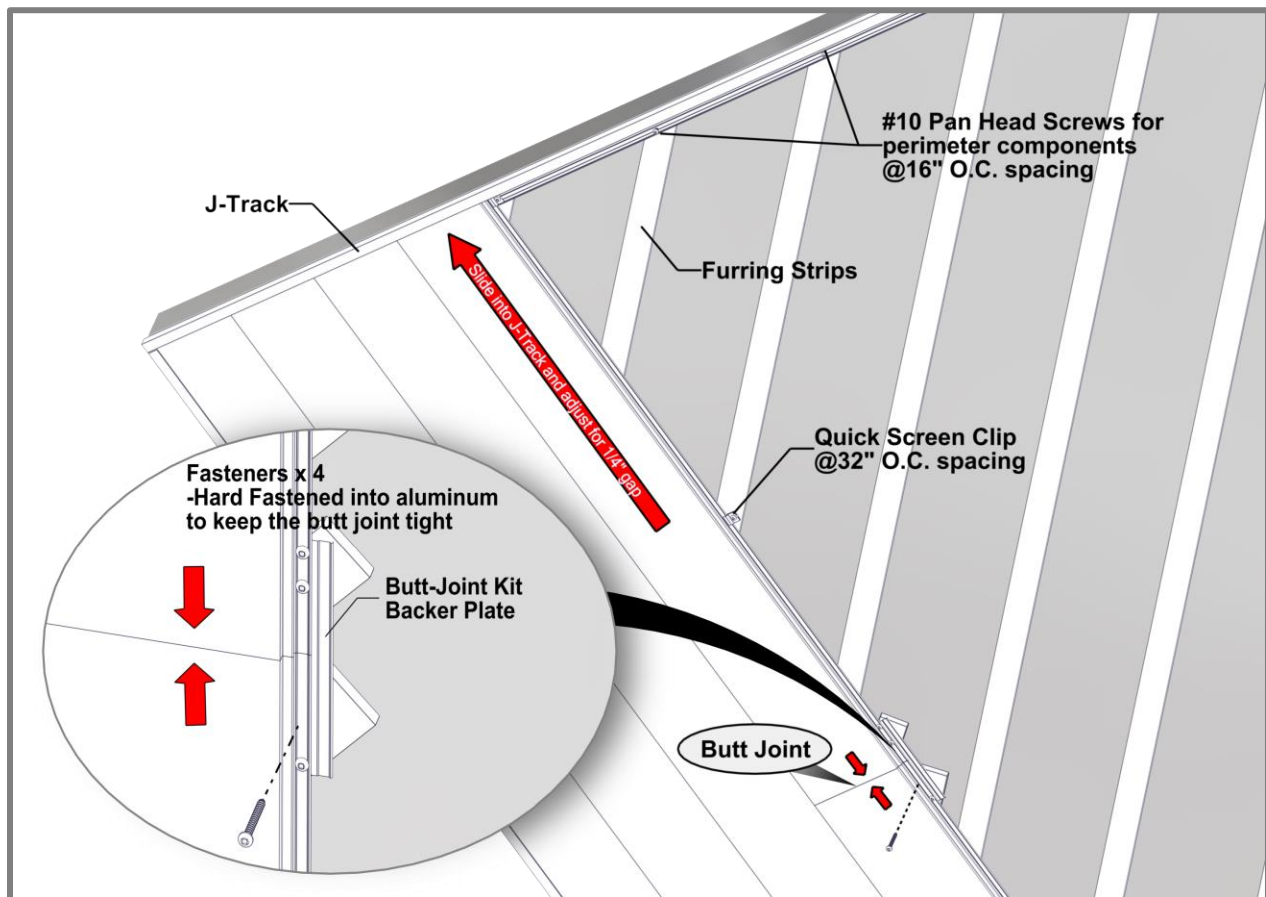 #10 Pan Head Screws for
perimeter components
@16" O.C. spacing
J-Track
Furring Strips
Slide into J-Track and adjust for 1/4" gap
Quick Screen Clip
@32" O.C. spacing
Fasteners x 4
-Hard Fastened into aluminum
to keep the butt joint tight
Butt-Joint Kit
Backer Plate
Butt Joint